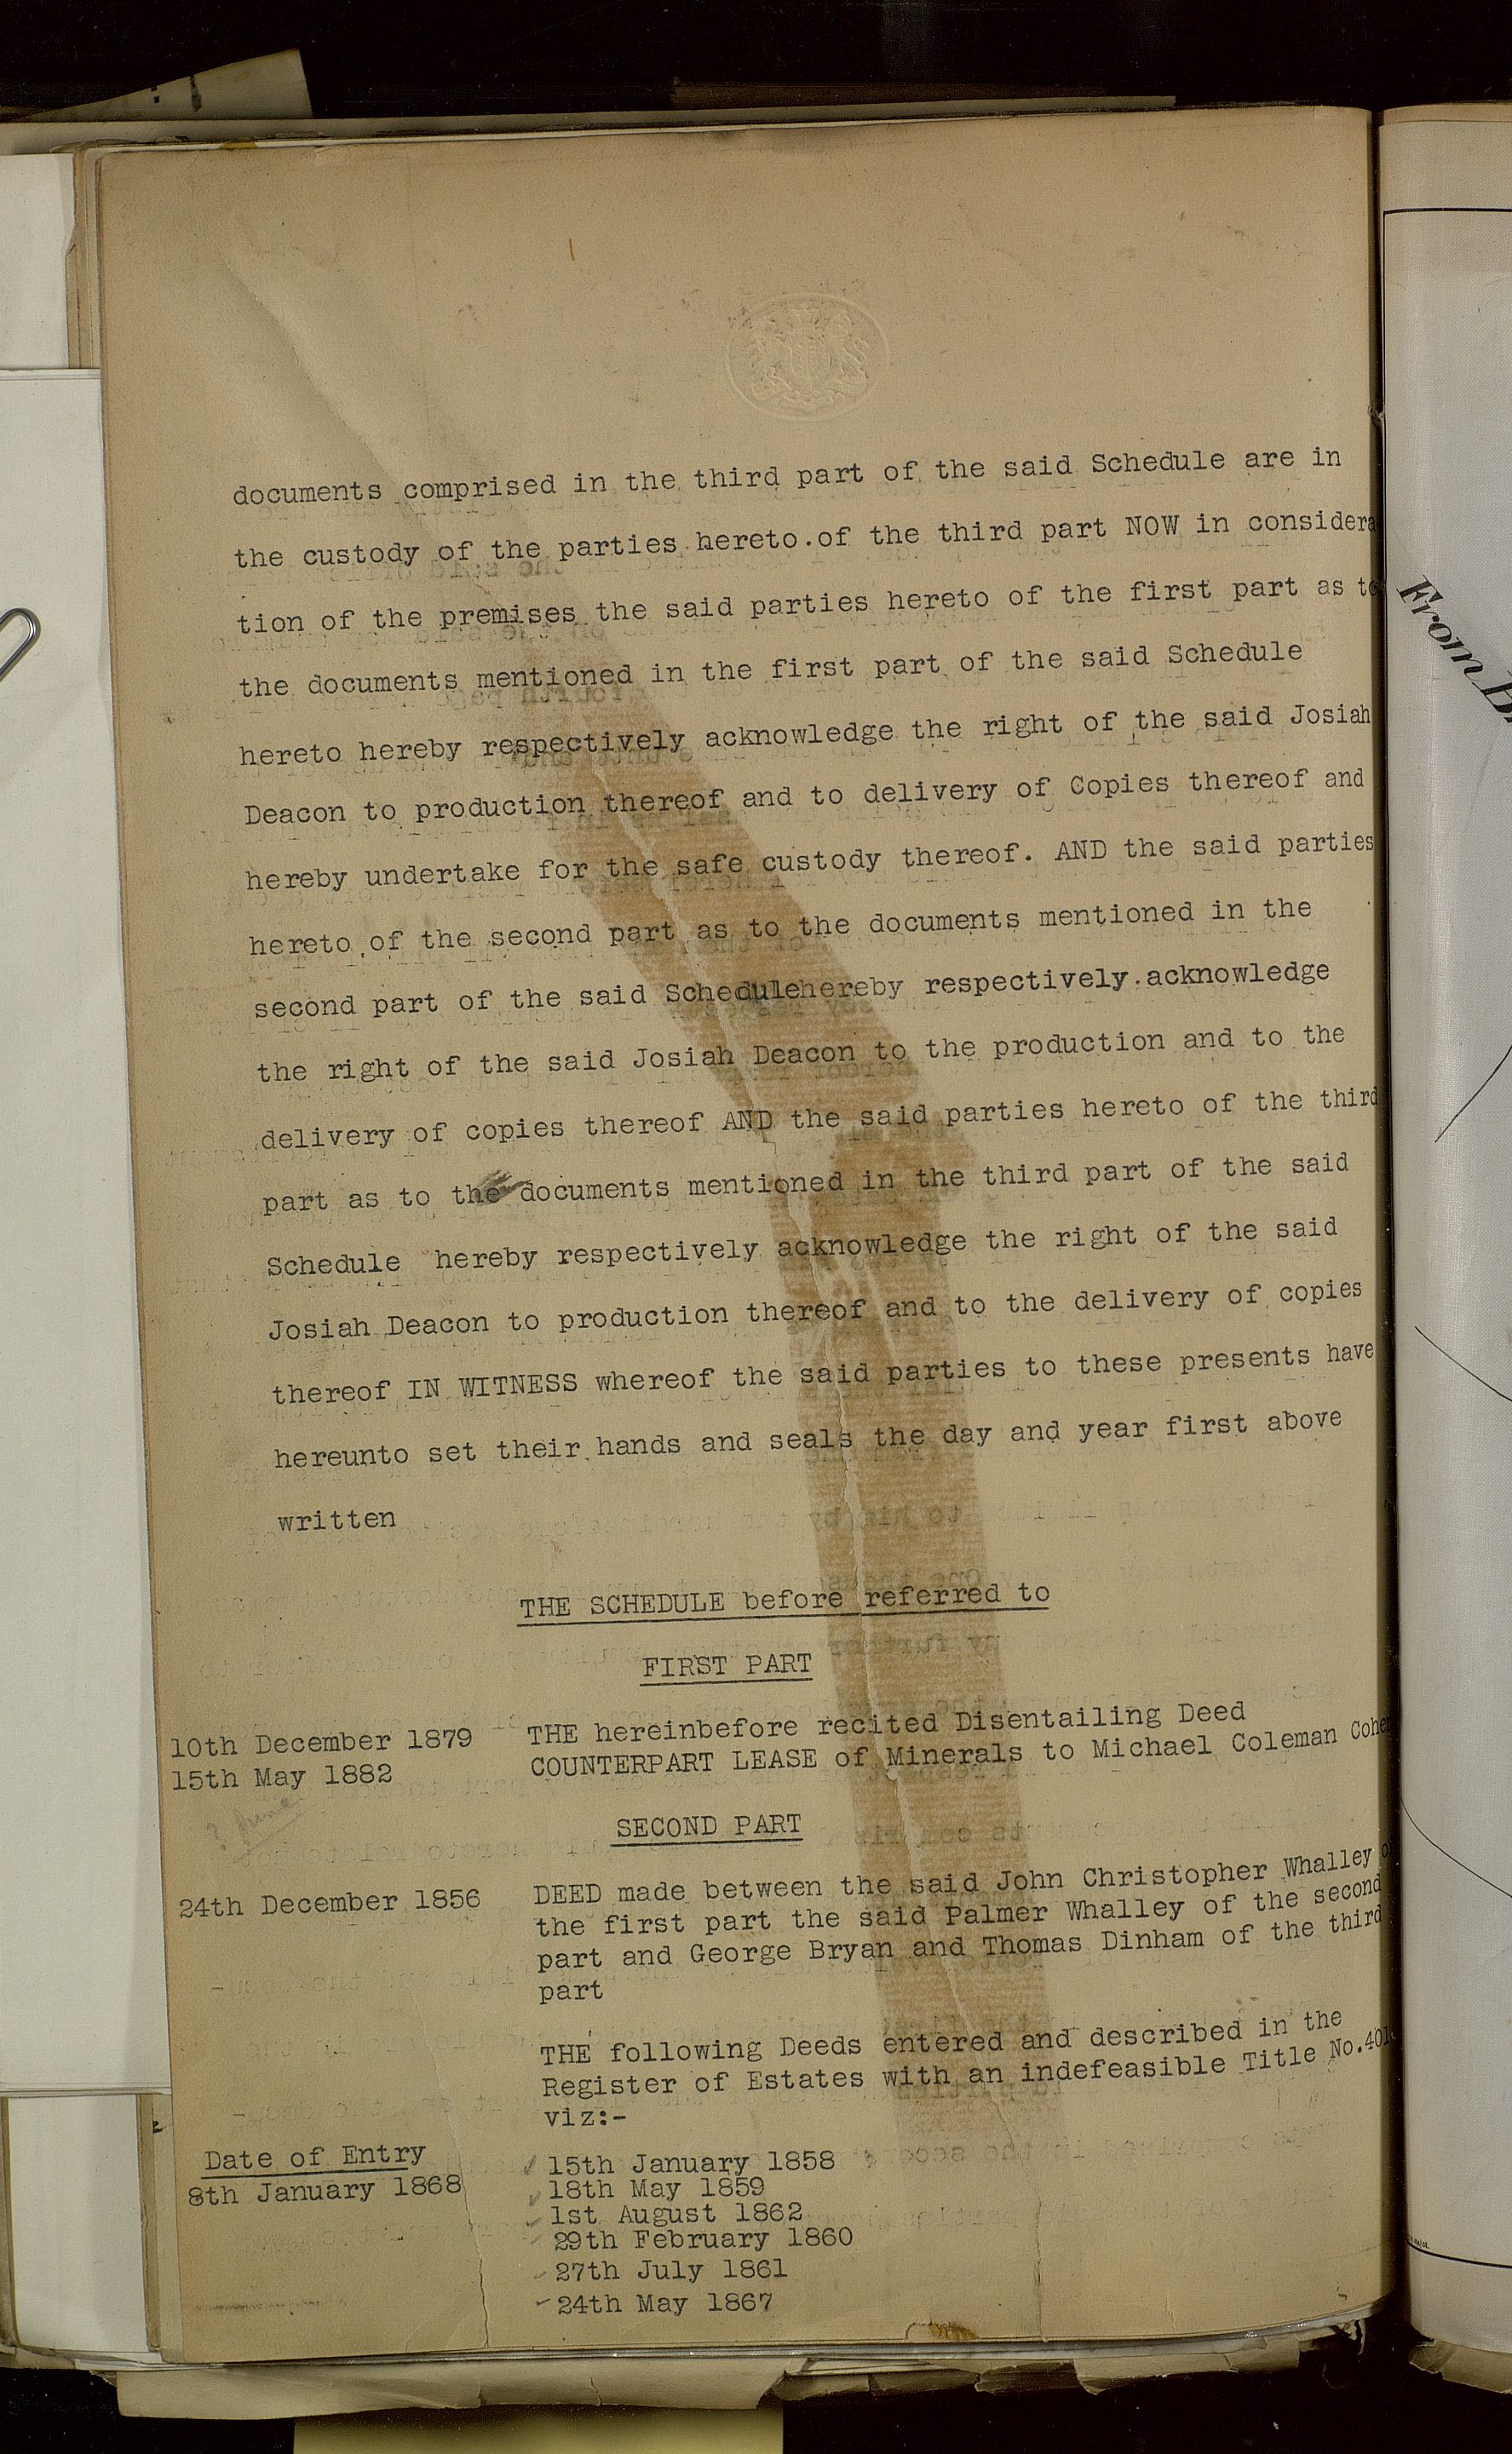 documents comprised in the third part of the said Schedule are in
the custody of the parties hereto.of the third part NOW in considera
tion of the premises the said parties hereto of the first part as to
the documents mentioned in the first part of the said Schedule
hereto hereby respectively acknowledge the right of the said Josiah
Deacon to production thereof and to delivery of Copies thereof and
hereby undertake for the safe custody thereof. AND the said parties
hereto of the second part as to the documents mentioned in the
second part of the said Schedulehereby respectively.acknowledge
the right of the said Josiah Deacon to the production and to the
delivery of copies thereof AND the said parties hereto of the third
part as to the documents mentioned in the third part of the said
Schedule hereby respectively acknowledge the right of the said
Josiah Deacon to production thereof and to the delivery of copies
thereof IN WITNESS whereof the said parties to these presents have
hereunto set their hands and seals the day and year first above
written
THE SCHEDULE before referred to
FIRST PART
10th December 1879 THE hereinbefore recited Disentailing Deed
15th May 1882 COUNTERPART LEASE of Minerals to Michael Coleman Cohen
? June
SECOND PART
24th December 1856 DEED made between the said John Christopher Whalley o
the first part the said Palmer Whalley of the second
part and George Bryan and Thomas Dinham of the third
part
THE following Deeds entered and described in the
Register of Estates with an indefeasible Title No.401
viz:-
Date of Entry
8th January 1868
15th January 1858
18th May 1859
1st August 1862
29th February 1860
27th July 1861
24th May 1867
From